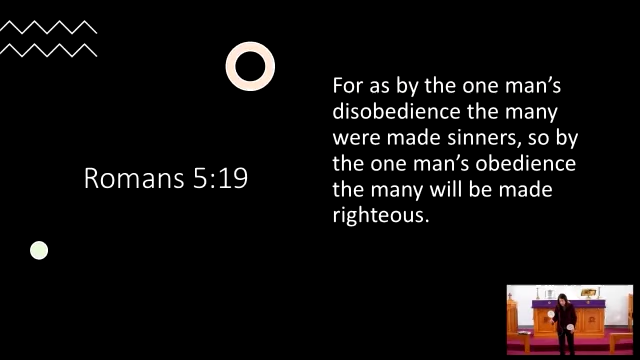 Romans 5:19
For as by the one man’s
disobedience the many
were made sinners, so by
the one man’s obedience
the many will be made
righteous.